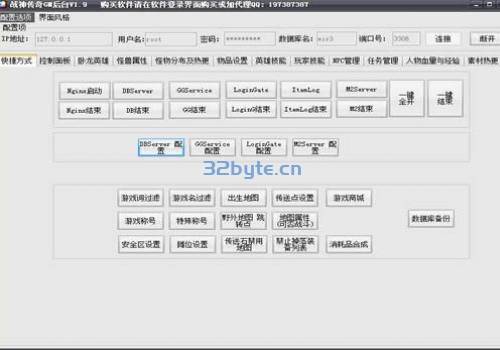 战神传奇GM后台V1.9 购买软件请在软件登录界面购买或加代理QQ: 197387387
配置选项 界面风格
配置项
IP地址: 127.0.0.1 用户名: root 密码: ********* 数据库名: mir3 端口号: 3306 连接 断开
快捷方式 控制面板 卧龙英雄 怪兽属性 怪物分布及热更 物品设置 英雄技能 玩家技能 NPC管理 任务管理 人物血量与经验 素材热更
Nginx启动 DBServer GGService LoginGate ItemLog M2Server 一键全开 一键结束
Nginx结束 DB结束 GG结束 LoginG结束 ItemLog结束 M2结束
DBServer 配置 GGService 配置 LoginGate 配置 M2Server 配置
32byte.cn
游戏词过滤 游戏名过滤 出生地图 传送点设置 游戏商城
游戏称号 特殊称号 野外地图 跳转点 地图属性(可否战斗) 数据库备份
安全区设置 摊位设置 传送石禁用地图 禁止掉落装备列表 消耗品合成